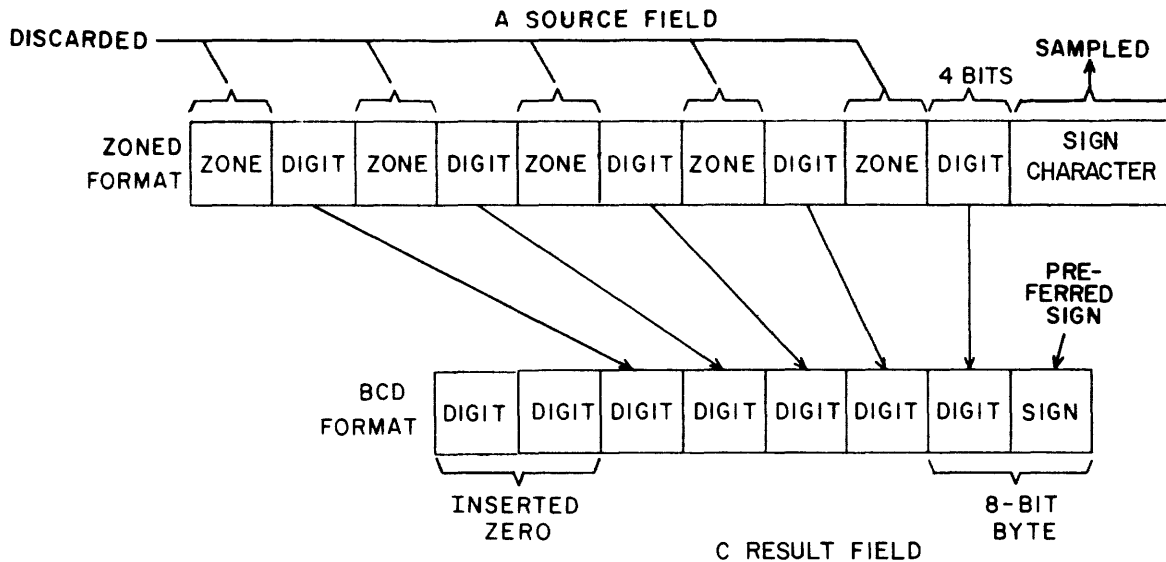 A SOURCE FIELD
DISCARDED
SAMPLED
4 BITS
ZONED
FORMAT
ZONE DIGIT ZONE DIGIT ZONE DIGIT ZONE DIGIT ZONE DIGIT SIGN
CHARACTER
PRE-
FERRED
SIGN
BCD
FORMAT
DIGIT DIGIT DIGIT DIGIT DIGIT DIGIT DIGIT SIGN
INSERTED
ZERO
8-BIT
BYTE
C RESULT FIELD